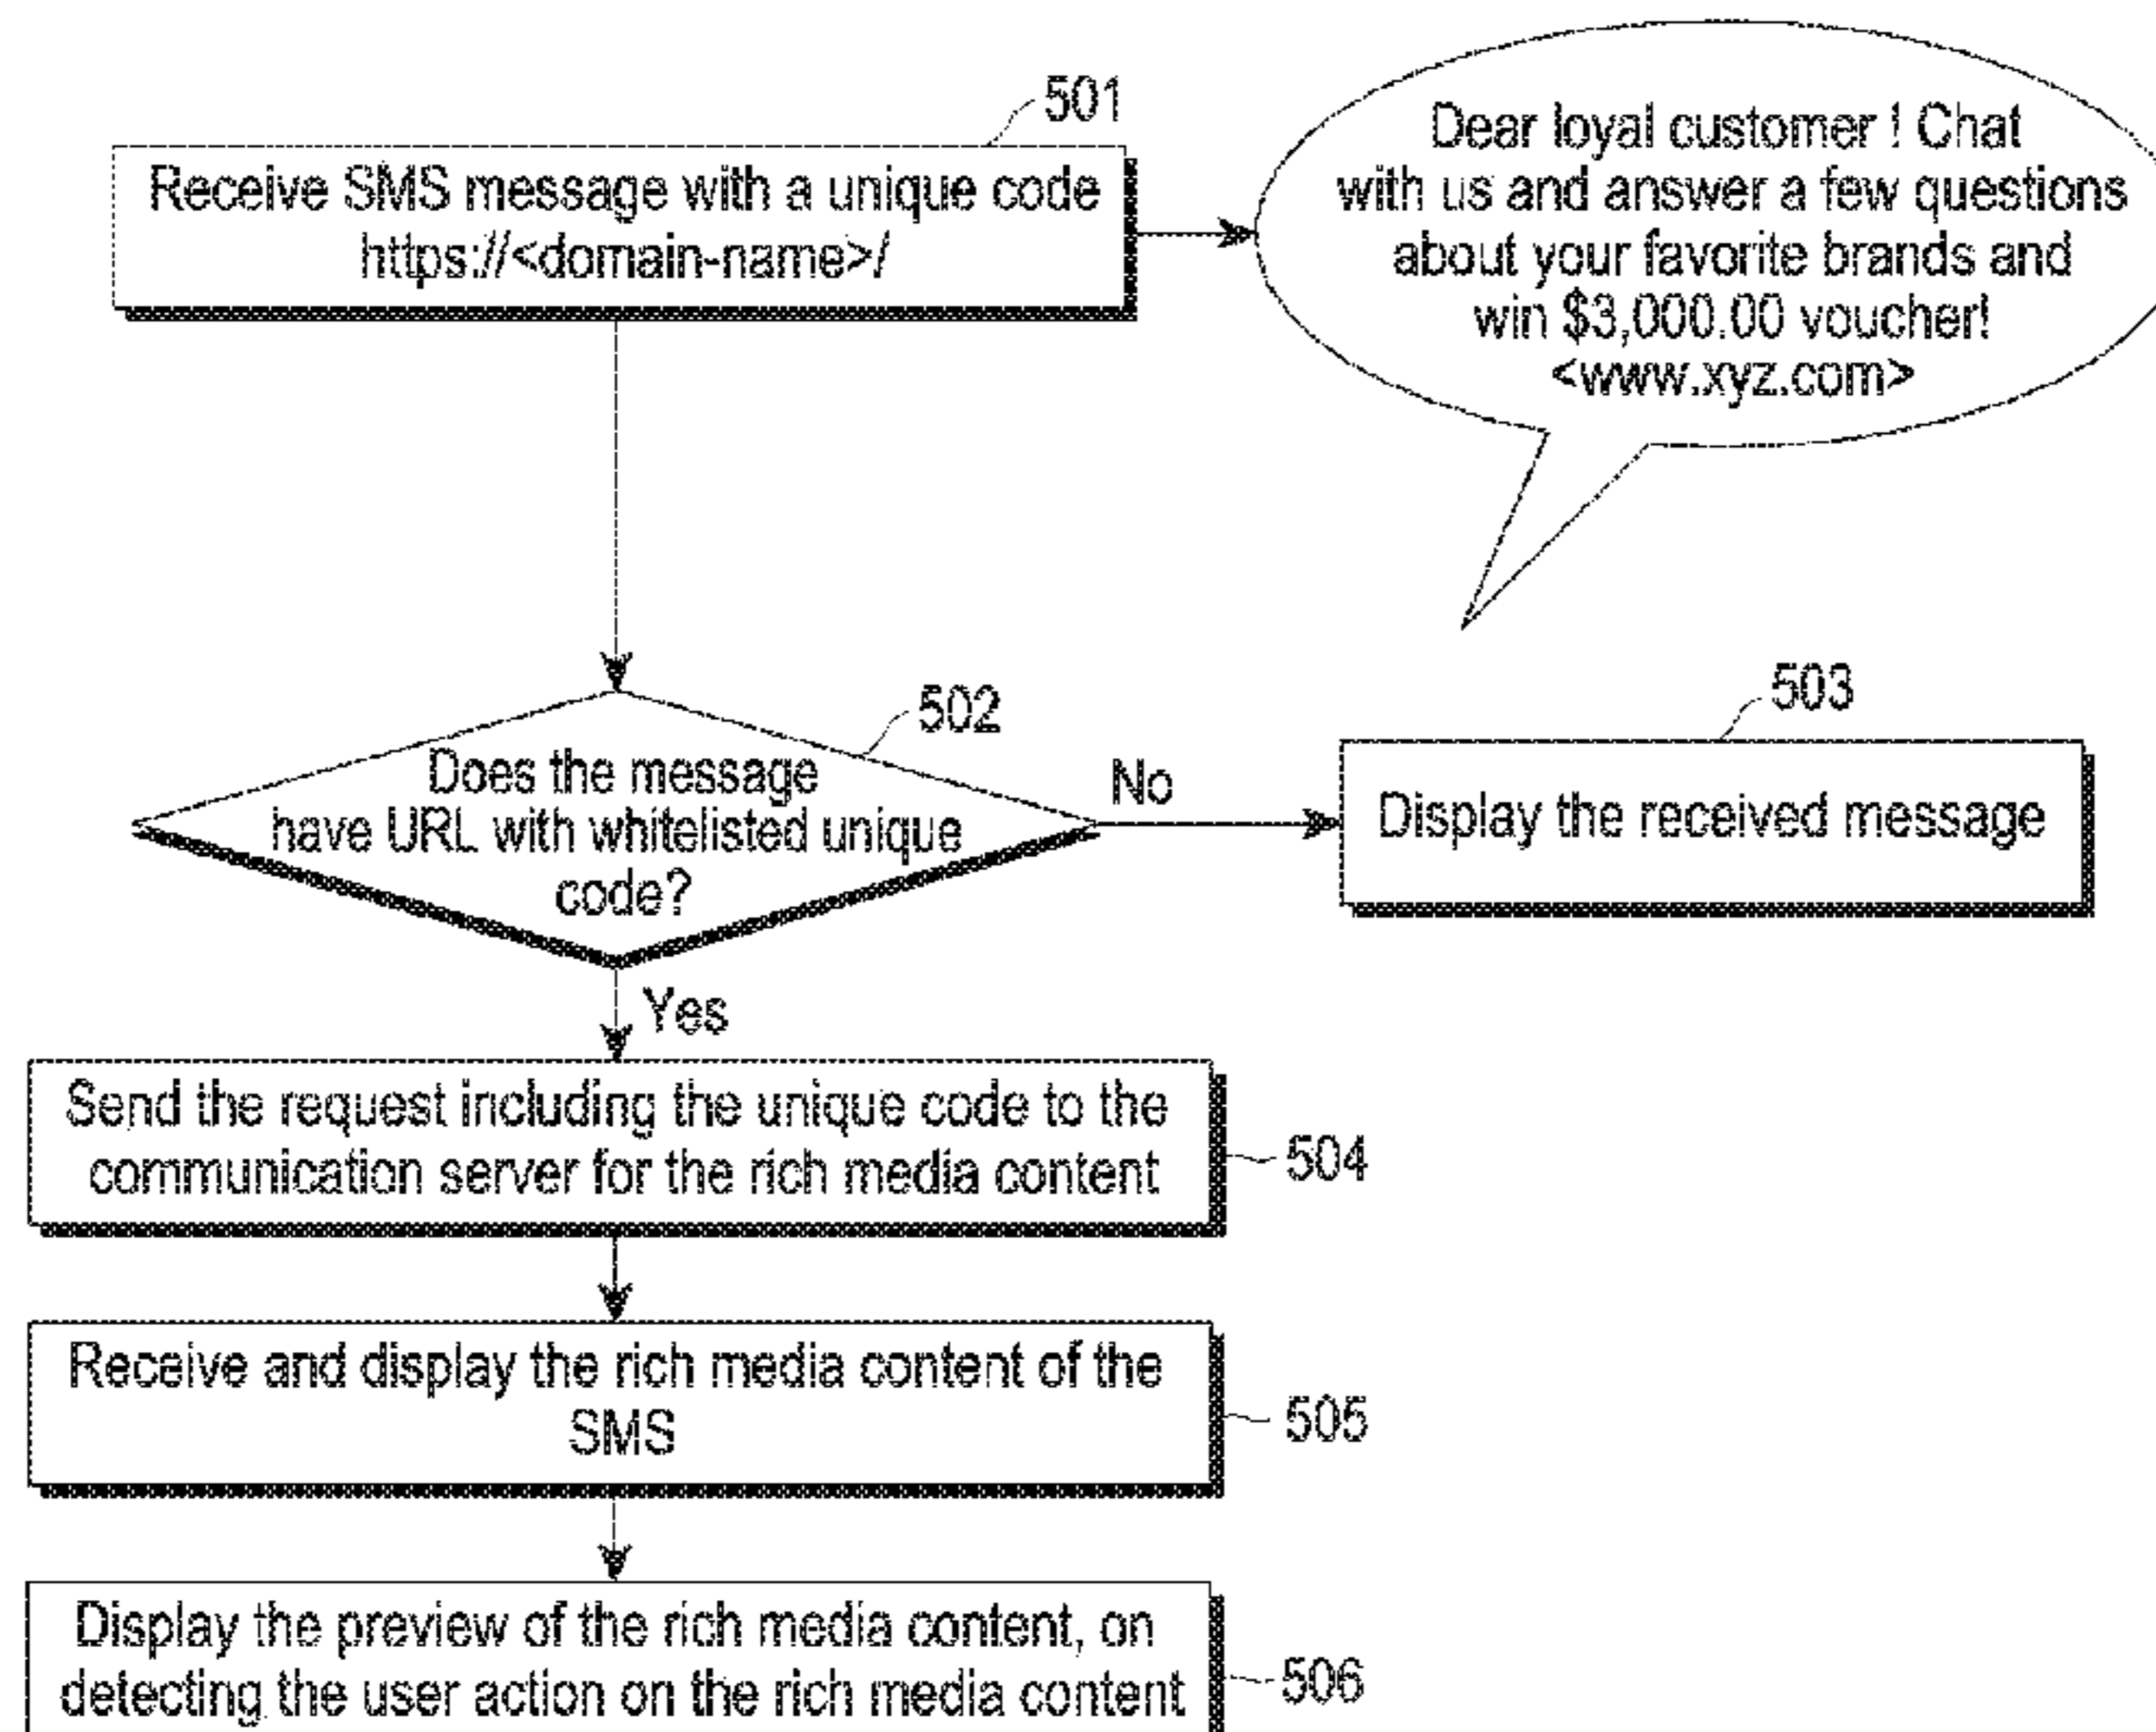 501
Receive SMS message with a unique code
https://<domain-name>/
Dear loyal customer ! Chat
with us and answer a few questions
about your favorite brands and
win $3,000.00 voucher!
<www.xyz.com>
502
Does the message
have URL with whitelisted unique
code?
No
503
Display the received message
Yes
Send the request including the unique code to the
communication server for the rich media content
504
Receive and display the rich media content of the
SMS
505
Display the preview of the rich media content, on
detecting the user action on the rich media content
506